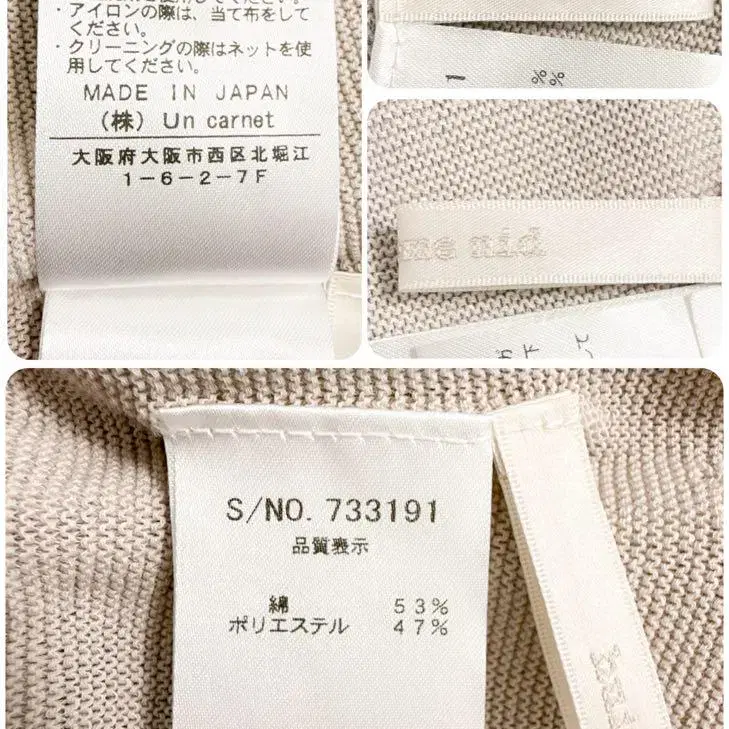 ・アイロンの際は、当て布をして
ください。
・クリーニングの際はネットを使
用してください。
MADE IN JAPAN
(株) Un carnet
大阪府大阪市西区北堀江
1-6-2-7F
1
%
%
S/NO. 733191
品質表示
綿 53%
ポリエステル 47%